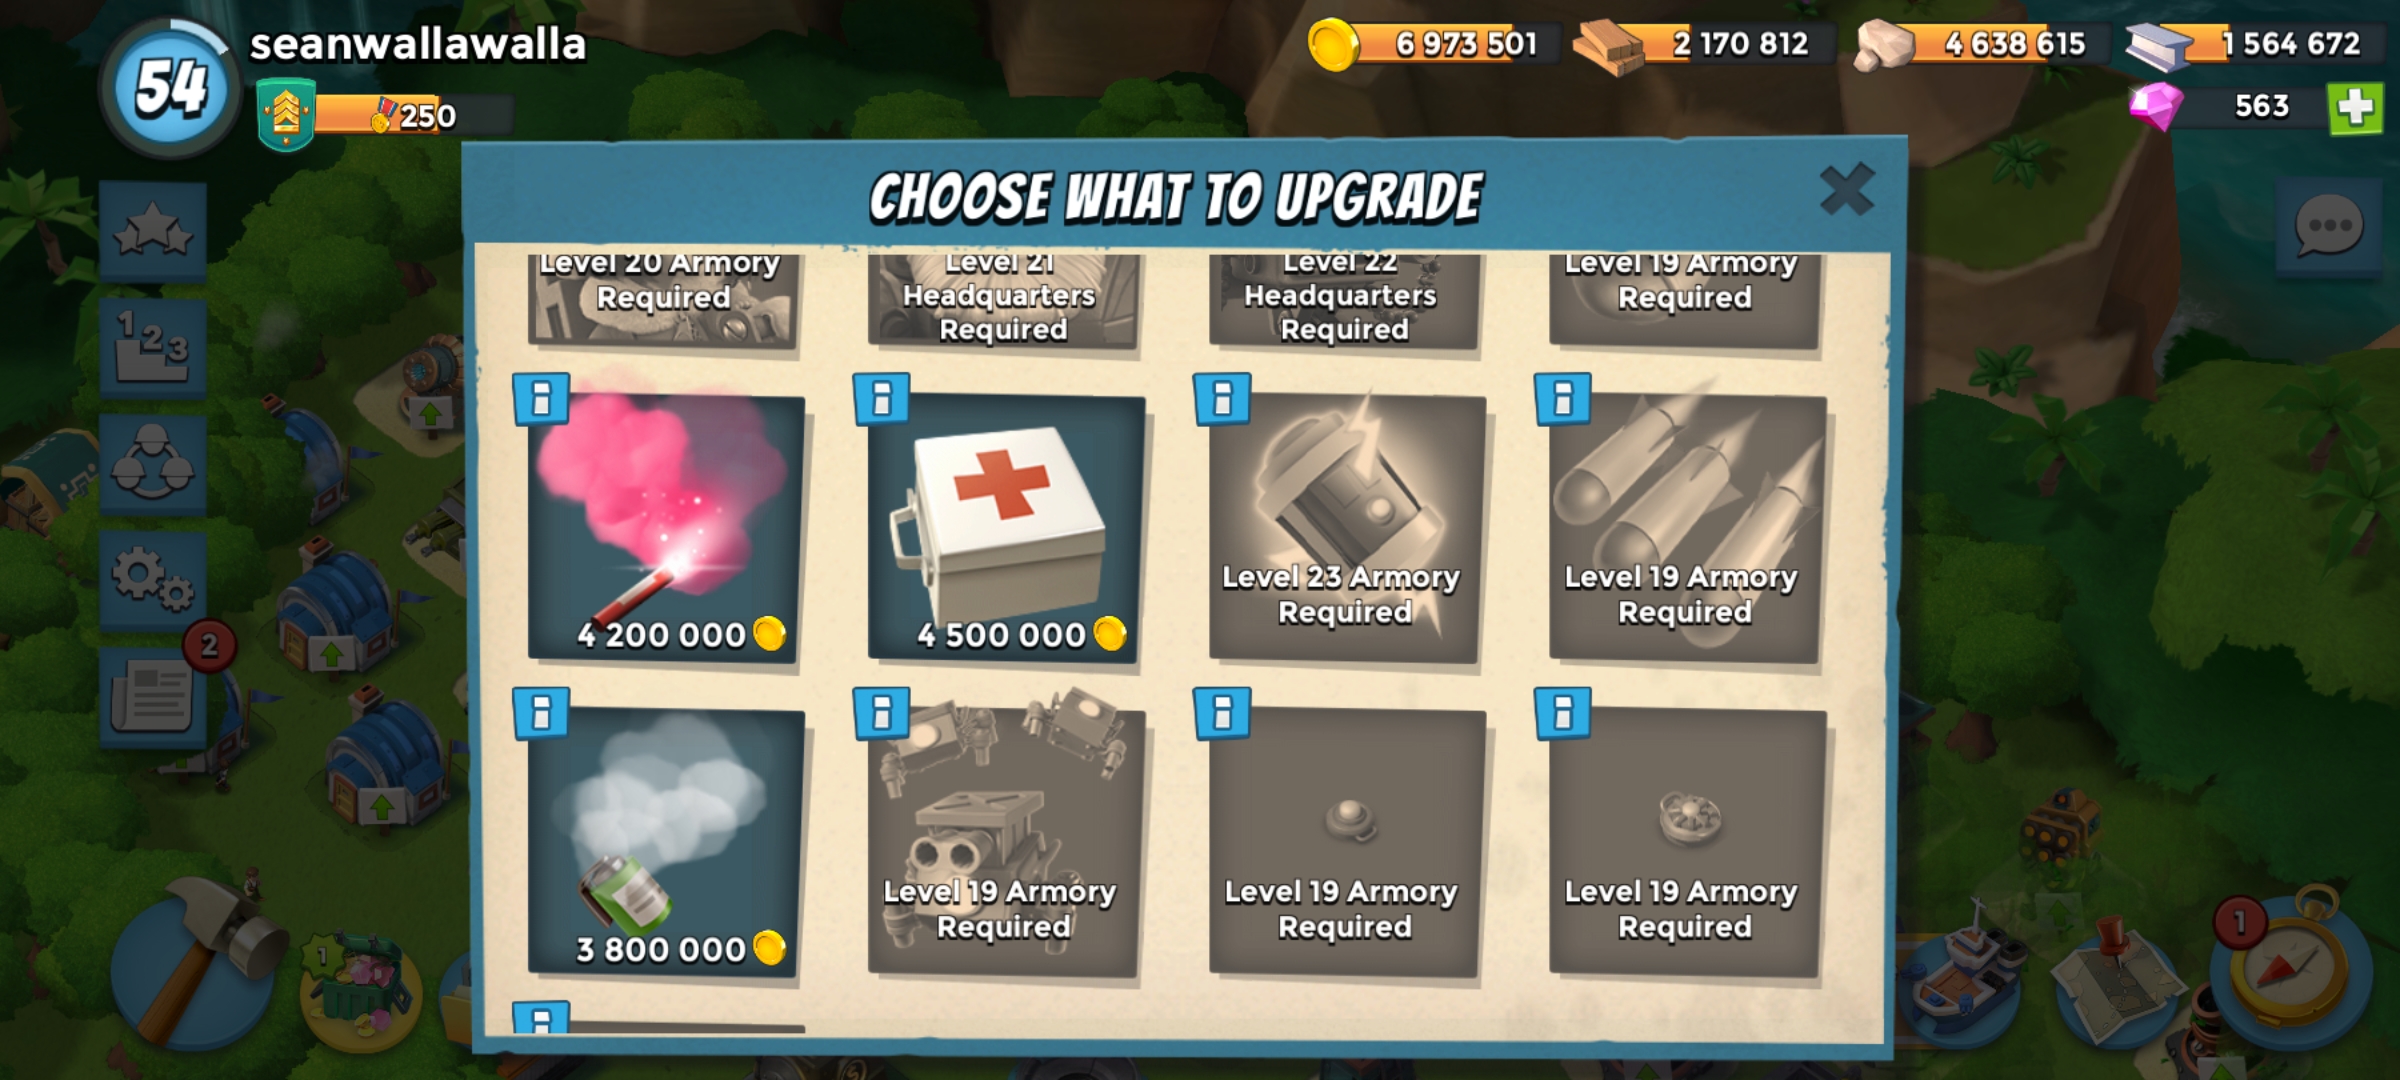 54
seanwallawalla
250
6 973 501
2 170 812
4 638 615
1 564 672
563
CHOOSE WHAT TO UPGRADE
Level 20 Armory
Required
Level 21
Headquarters
Required
Level 22
Headquarters
Required
Level 19 Armory
Required
1 2 3
4 200 000
4 500 000
Level 23 Armory
Required
Level 19 Armory
Required
2
3 800 000
Level 19 Armory
Required
Level 19 Armory
Required
Level 19 Armory
Required
1
1